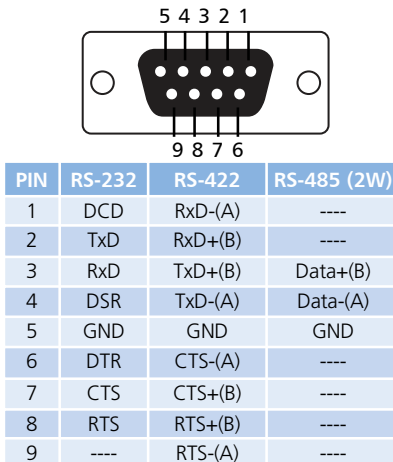 5 4 3 2 1
9 8 7 6
PIN RS-232 RS-422 RS-485 (2W)
1 DCD RxD-(A) ----
2 TxD RxD+(B) ----
3 RxD TxD+(B) Data+(B)
4 DSR TxD-(A) Data-(A)
5 GND GND GND
6 DTR CTS-(A) ----
7 CTS CTS+(B) ----
8 RTS RTS+(B) ----
9 ---- RTS-(A) ----